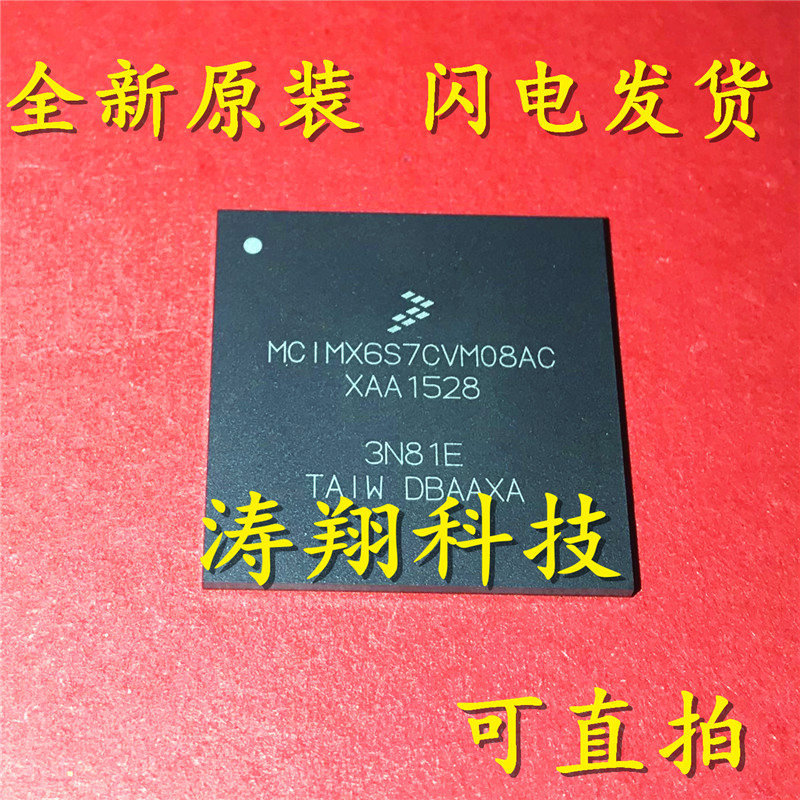 全新原装 闪电发货
MCIMX6S7CVM08AC
XAA1528
3N81E
TAIW DBAAXA
涛翔科技
可直拍